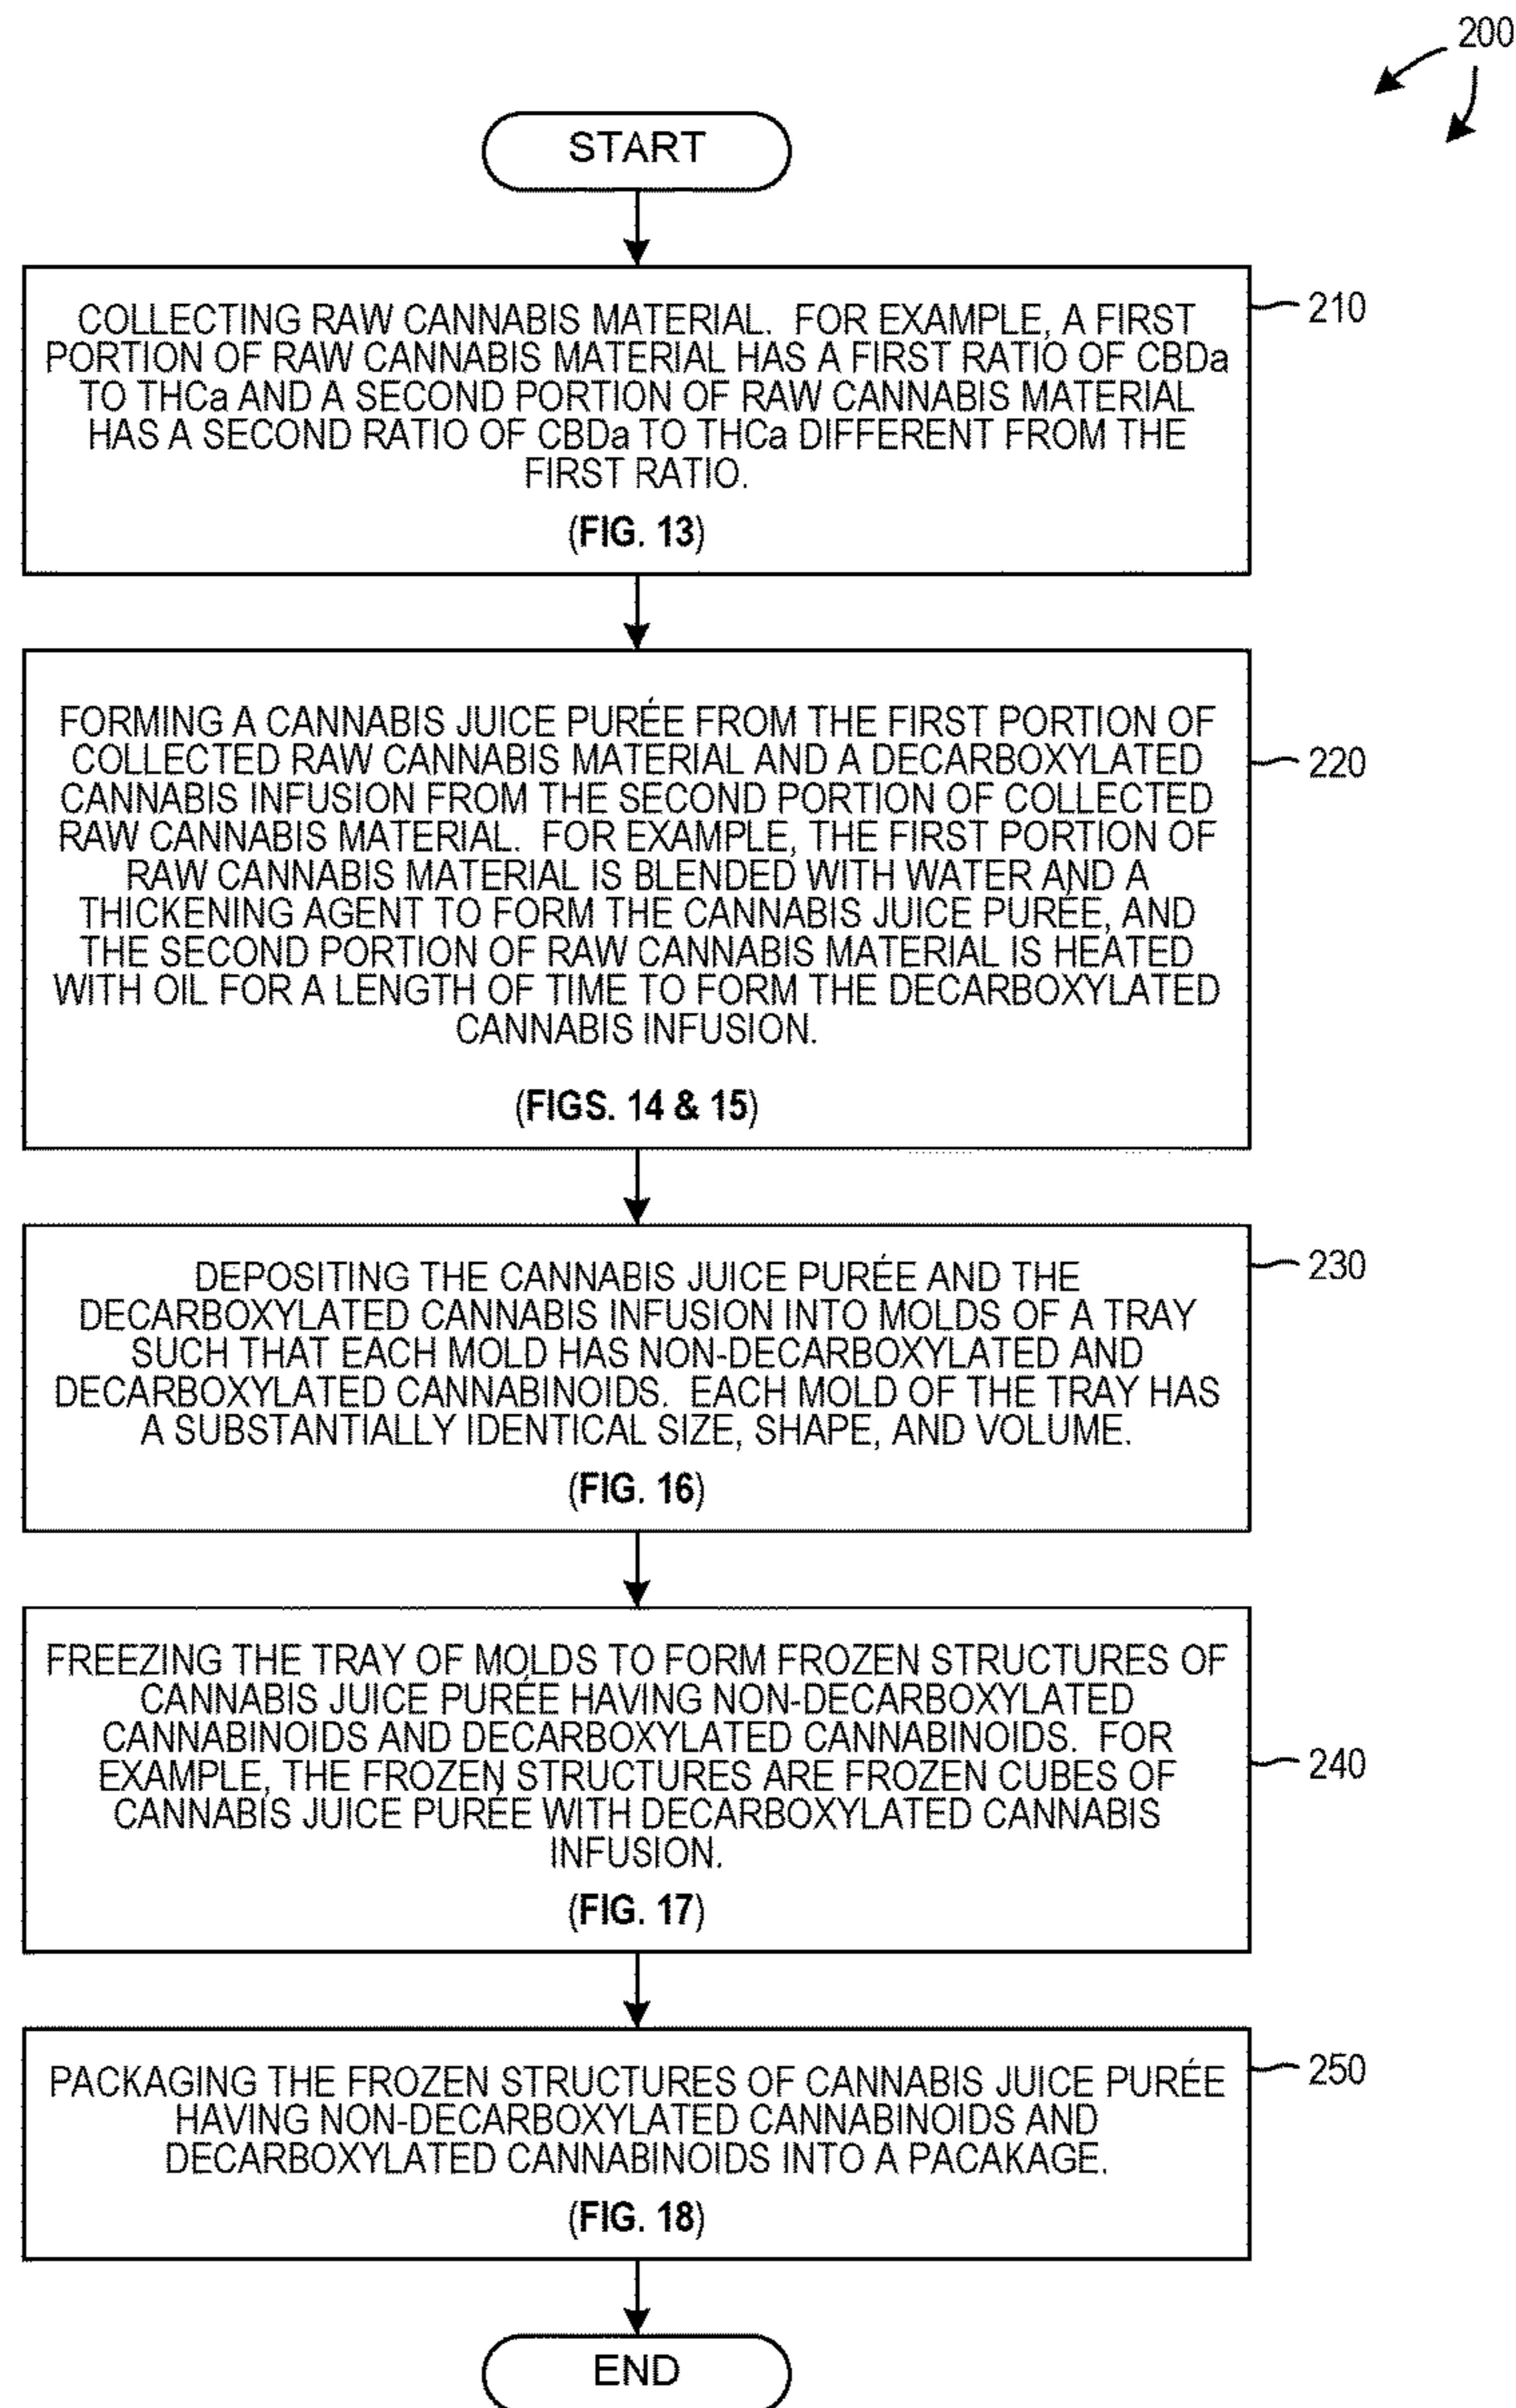 200
START
COLLECTING RAW CANNABIS MATERIAL. FOR EXAMPLE, A FIRST
PORTION OF RAW CANNABIS MATERIAL HAS A FIRST RATIO OF CBDa
TO THCa AND A SECOND PORTION OF RAW CANNABIS MATERIAL
HAS A SECOND RATIO OF CBDa TO THCa DIFFERENT FROM THE
FIRST RATIO.
(FIG. 13)
210
FORMING A CANNABIS JUICE PURÉE FROM THE FIRST PORTION OF
COLLECTED RAW CANNABIS MATERIAL AND A DECARBOXYLATED
CANNABIS INFUSION FROM THE SECOND PORTION OF COLLECTED
RAW CANNABIS MATERIAL. FOR EXAMPLE, THE FIRST PORTION OF
RAW CANNABIS MATERIAL IS BLENDED WITH WATER AND A
THICKENING AGENT TO FORM THE CANNABIS JUICE PURÉE, AND
THE SECOND PORTION OF RAW CANNABIS MATERIAL IS HEATED
WITH OIL FOR A LENGTH OF TIME TO FORM THE DECARBOXYLATED
CANNABIS INFUSION.
(FIGS. 14 & 15)
220
DEPOSITING THE CANNABIS JUICE PURÉE AND THE
DECARBOXYLATED CANNABIS INFUSION INTO MOLDS OF A TRAY
SUCH THAT EACH MOLD HAS NON-DECARBOXYLATED AND
DECARBOXYLATED CANNABINOIDS. EACH MOLD OF THE TRAY HAS
A SUBSTANTIALLY IDENTICAL SIZE, SHAPE, AND VOLUME.
(FIG. 16)
230
FREEZING THE TRAY OF MOLDS TO FORM FROZEN STRUCTURES OF
CANNABIS JUICE PURÉE HAVING NON-DECARBOXYLATED
CANNABINOIDS AND DECARBOXYLATED CANNABINOIDS. FOR
EXAMPLE, THE FROZEN STRUCTURES ARE FROZEN CUBES OF
CANNABIS JUICE PURÉE WITH DECARBOXYLATED CANNABIS
INFUSION.
(FIG. 17)
240
PACKAGING THE FROZEN STRUCTURES OF CANNABIS JUICE PURÉE
HAVING NON-DECARBOXYLATED CANNABINOIDS AND
DECARBOXYLATED CANNABINOIDS INTO A PACAKAGE.
(FIG. 18)
250
END